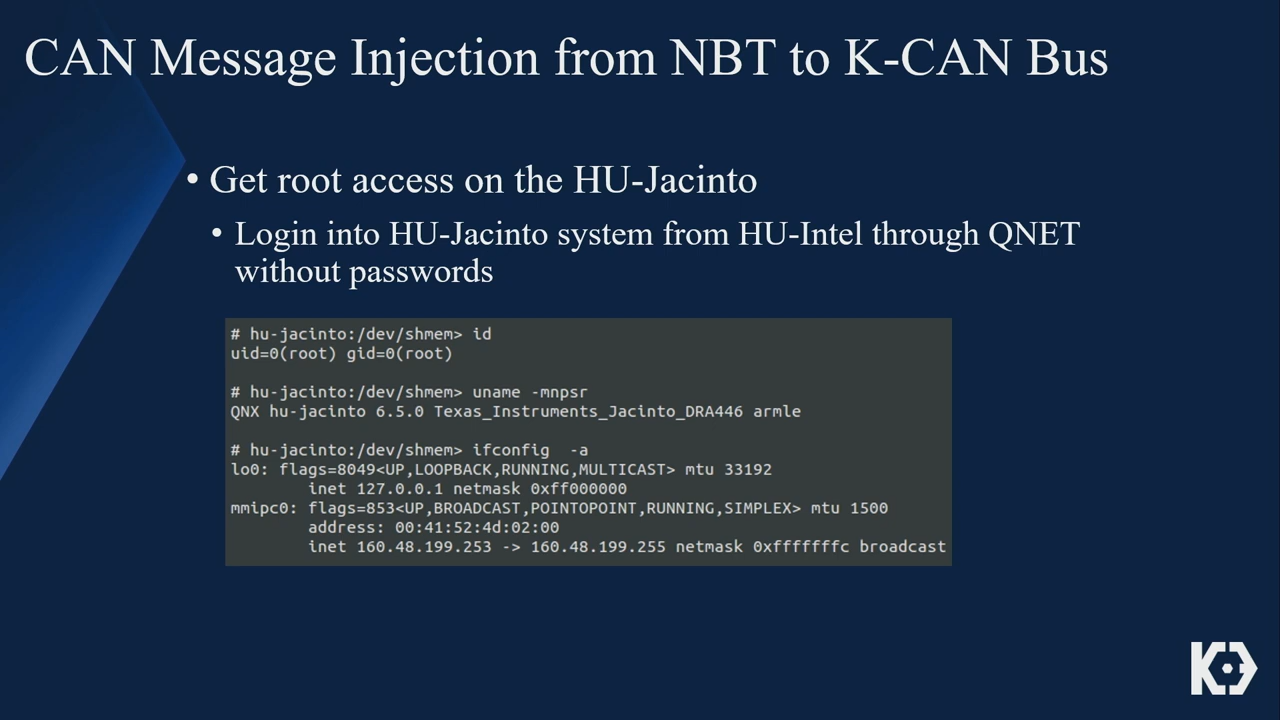 CAN Message Injection from NBT to K-CAN Bus
• Get root access on the HU-Jacinto
• Login into HU-Jacinto system from HU-Intel through QNET
without passwords
# hu-jacinto:/dev/shmem> id
uid=0(root) gid=0(root)
# hu-jacinto:/dev/shmem> uname -mnpsr
QNX hu-jacinto 6.5.0 Texas_Instruments_Jacinto_DRA446 armle
# hu-jacinto:/dev/shmem> ifconfig  -a
lo0: flags=8049<UP,LOOPBACK,RUNNING,MULTICAST> mtu 33192
        inet 127.0.0.1 netmask 0xff000000
mmipc0: flags=853<UP,BROADCAST,POINTOPOINT,RUNNING,SIMPLEX> mtu 1500
        address: 00:41:52:4d:02:00
        inet 160.48.199.253 -> 160.48.199.255 netmask 0xfffffffc broadcast